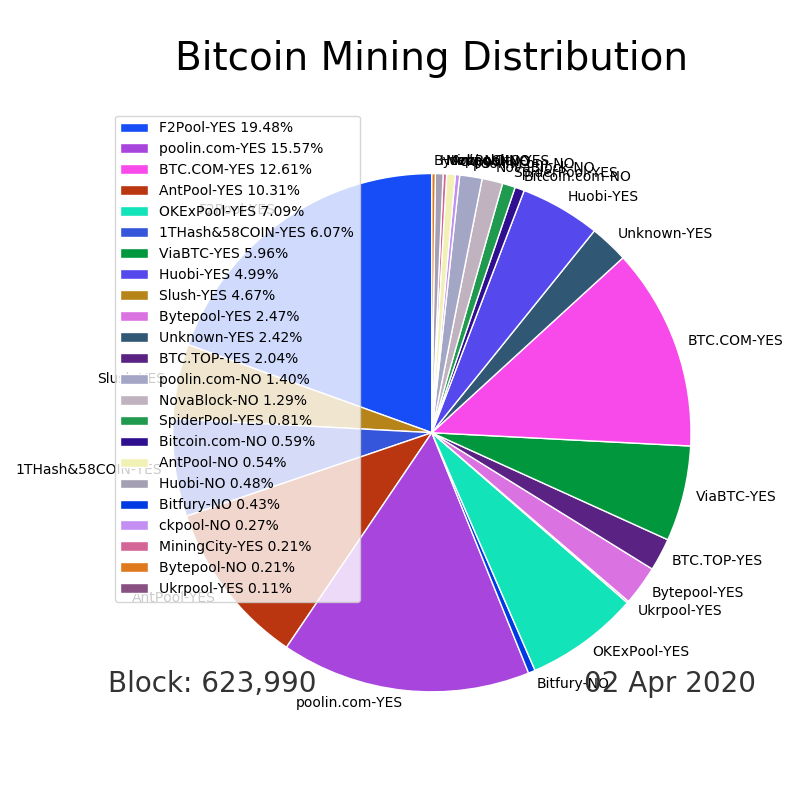 Bitcoin Mining Distribution
F2Pool-YES 19.48%
poolin.com-YES 15.57%
BTC.COM-YES 12.61%
AntPool-YES 10.31%
OKExPool-YES 7.09%
1THash&58COIN-YES 6.07%
ViaBTC-YES 5.96%
Huobi-YES 4.99%
Slush-YES 4.67%
Bytepool-YES 2.47%
Unknown-YES 2.42%
BTC.TOP-YES 2.04%
poolin.com-NO 1.40%
NovaBlock-NO 1.29%
SpiderPool-YES 0.81%
Bitcoin.com-NO 0.59%
AntPool-NO 0.54%
Huobi-NO 0.48%
Bitfury-NO 0.43%
ckpool-NO 0.27%
MiningCity-YES 0.21%
Bytepool-NO 0.21%
Ukrpool-YES 0.11%
NovaBlock-NO
SpiderPool-YES
Bitcoin.com-NO
Huobi-YES
Unknown-YES
BTC.COM-YES
ViaBTC-YES
BTC.TOP-YES
Bytepool-YES
Ukrpool-YES
OKExPool-YES
Bitfury-NO
poolin.com-YES
AntPool-YES
1THash&58COIN-YES
Slush-YES
F2Pool-YES
Block: 623,990
02 Apr 2020